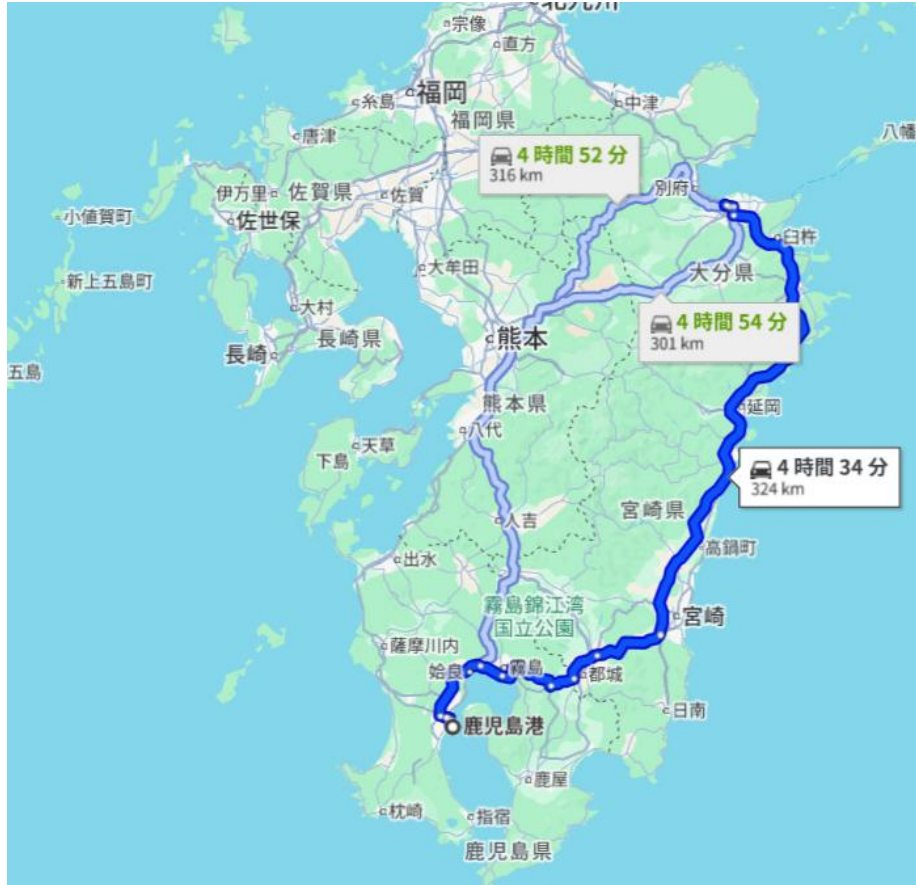 北九州
宗像
直方
福岡
糸島
中津
福岡県
唐津
八幡
4 時間 52 分
316 km
伊万里
佐賀県
佐賀
別府
小値賀町
佐世保
臼杵
大牟田
大分県
新上五島町
大村
4 時間 54 分
301 km
長崎
長崎県
熊本
五島
熊本県
延岡
八代
天草
下島
4 時間 34 分
324 km
宮崎県
人吉
高鍋町
出水
霧島錦江湾
国立公園
宮崎
薩摩川内
姶良
霧島
都城
日南
鹿児島港
鹿屋
枕崎
指宿
鹿児島県